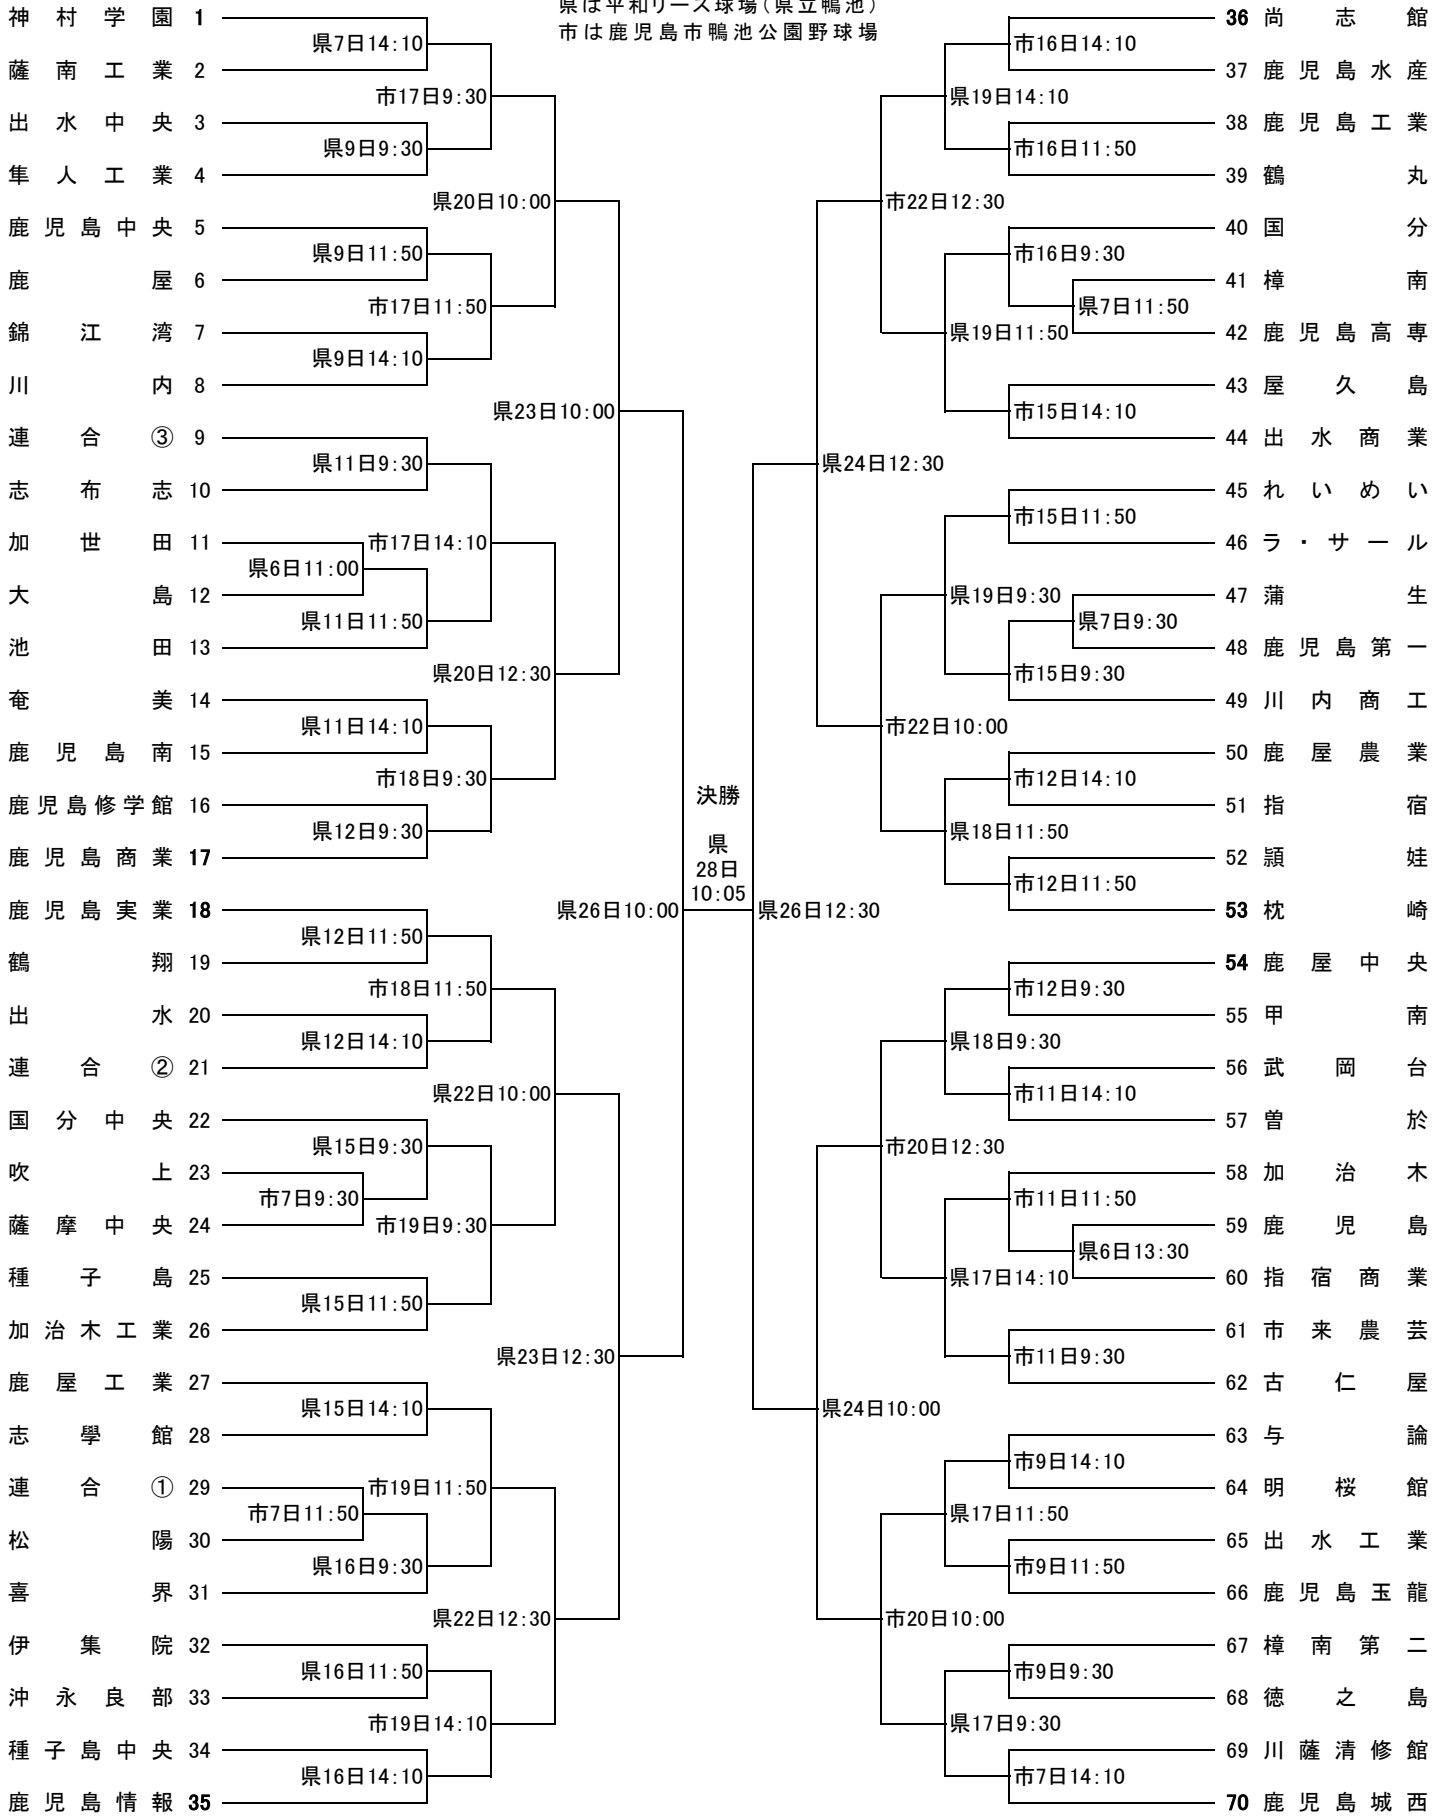 県は平和リース球場(県立鴨池)
市は鹿児島市鴨池公園野球場
神村学園 1
県7日14:10
薩南工業 2
市17日9:30
出水中央 3
県9日9:30
隼人工業 4
県20日10:00
鹿児島中央 5
県9日11:50
鹿屋 6
市17日11:50
錦江湾 7
県9日14:10
川内 8
県23日10:00
連合③ 9
県11日9:30
志布志 10
加世田 11
市17日14:10
県6日11:00
大島 12
県11日11:50
池田 13
県20日12:30
奄美 14
県11日14:10
鹿児島南 15
市18日9:30
鹿児島修学館 16
県12日9:30
鹿児島商業 17
鹿児島実業 18
県26日10:00
県12日11:50
鶴翔 19
市18日11:50
出水 20
県12日14:10
連合② 21
県22日10:00
国分中央 22
県15日9:30
吹上 23
市7日9:30
薩摩中央 24
市19日9:30
種子島 25
県15日11:50
加治木工業 26
県23日12:30
鹿屋工業 27
県15日14:10
志學館 28
連合① 29
市19日11:50
市7日11:50
松陽 30
県16日9:30
喜界 31
県22日12:30
伊集院 32
県16日11:50
沖永良部 33
市19日14:10
種子島中央 34
県16日14:10
鹿児島情報 35
決勝
県
28日
10:05
36 尚志館
市16日14:10
37 鹿児島水産
県19日14:10
38 鹿児島工業
市16日11:50
39 鶴丸
市22日12:30
40 国分
市16日9:30
41 樟南
県7日11:50
県19日11:50
42 鹿児島高専
43 屋久島
市15日14:10
44 出水商業
県24日12:30
45 れいめい
市15日11:50
46 ラ・サール
県19日9:30
47 蒲生
県7日9:30
48 鹿児島第一
市15日9:30
49 川内商工
市22日10:00
50 鹿屋農業
市12日14:10
51 指宿
県18日11:50
52 頴娃
市12日11:50
53 枕崎
県26日12:30
54 鹿屋中央
市12日9:30
55 甲南
県18日9:30
56 武岡台
市11日14:10
57 曽於
市20日12:30
58 加治木
市11日11:50
59 鹿児島
県6日13:30
県17日14:10
60 指宿商業
61 市来農芸
市11日9:30
62 古仁屋
県24日10:00
63 与論
市9日14:10
64 明桜館
県17日11:50
65 出水工業
市9日11:50
66 鹿児島玉龍
市20日10:00
67 樟南第二
市9日9:30
68 徳之島
県17日9:30
69 川薩清修館
市7日14:10
70 鹿児島城西